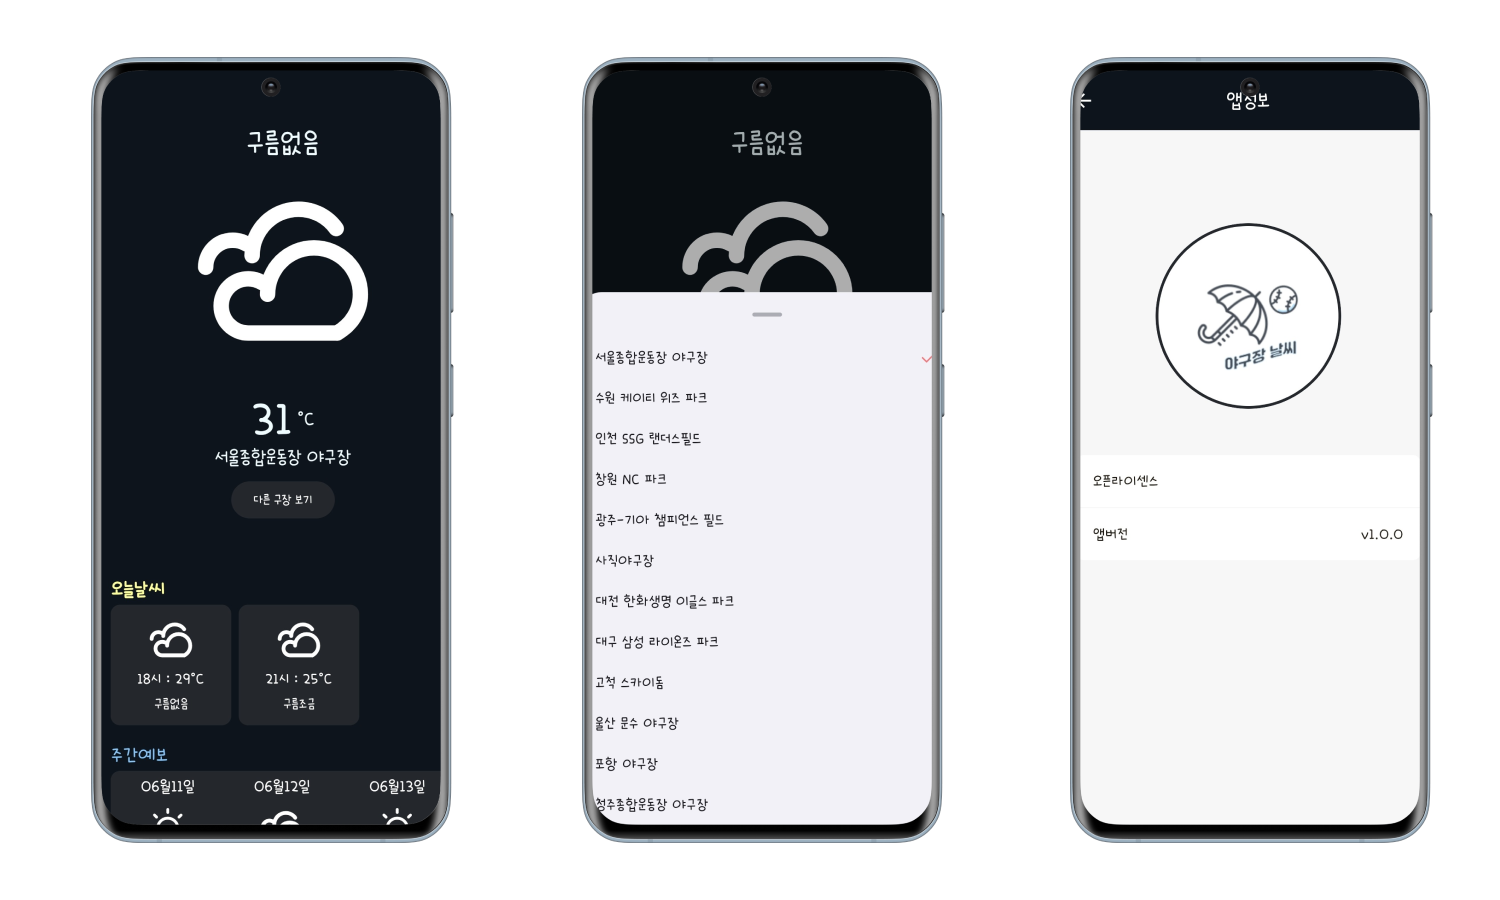 구름없음
31 °C
서울종합운동장 야구장
다른 구장 보기
오늘날씨
18시 : 29°C
구름없음
21시 : 25°C
구름조금
주간예보
06월11일
06월12일
06월13일
구름없음
서울종합운동장 야구장
수원 케이티 위즈 파크
인천 SSG 랜더스필드
창원 NC 파크
광주-기아 챔피언스 필드
사직야구장
대전 한화생명 이글스 파크
대구 삼성 라이온즈 파크
고척 스카이돔
울산 문수 야구장
포항 야구장
청주종합운동장 야구장
앱정보
야구장 날씨
오픈라이센스
앱버전
v1.0.0